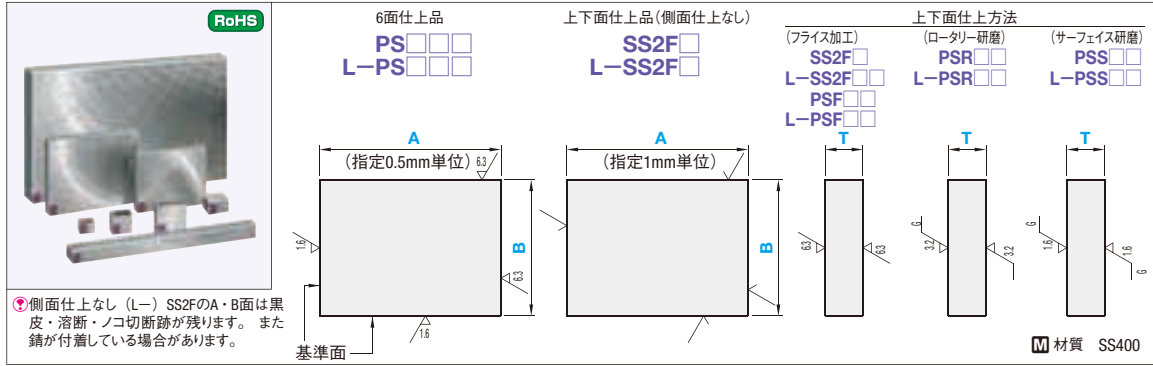 RoHS
6面仕上品
PS□□□
L−PS□□□
上下面仕上品(側面仕上なし)
SS2F□
L−SS2F□
上下面仕上方法
(フライス加工)
SS2F□
L−SS2F□□
PSF□□
L−PSF□□
(ロータリー研磨)
PSR□□
L−PSR□□
(サーフェイス研磨)
PSS□□
L−PSS□□
A
(指定0.5mm単位)
6.3
1.6
B
6.3
1.6
基準面
A
(指定1mm単位)
B
T
6.3
6.3
T
G
3.2
3.2
G
T
G
1.6
1.6
G
側面仕上なし (L−) SS2FのA・B面は黒
皮・溶断・ノコ切断跡が残ります。 また
錆が付着している場合があります。
M 材質 SS400